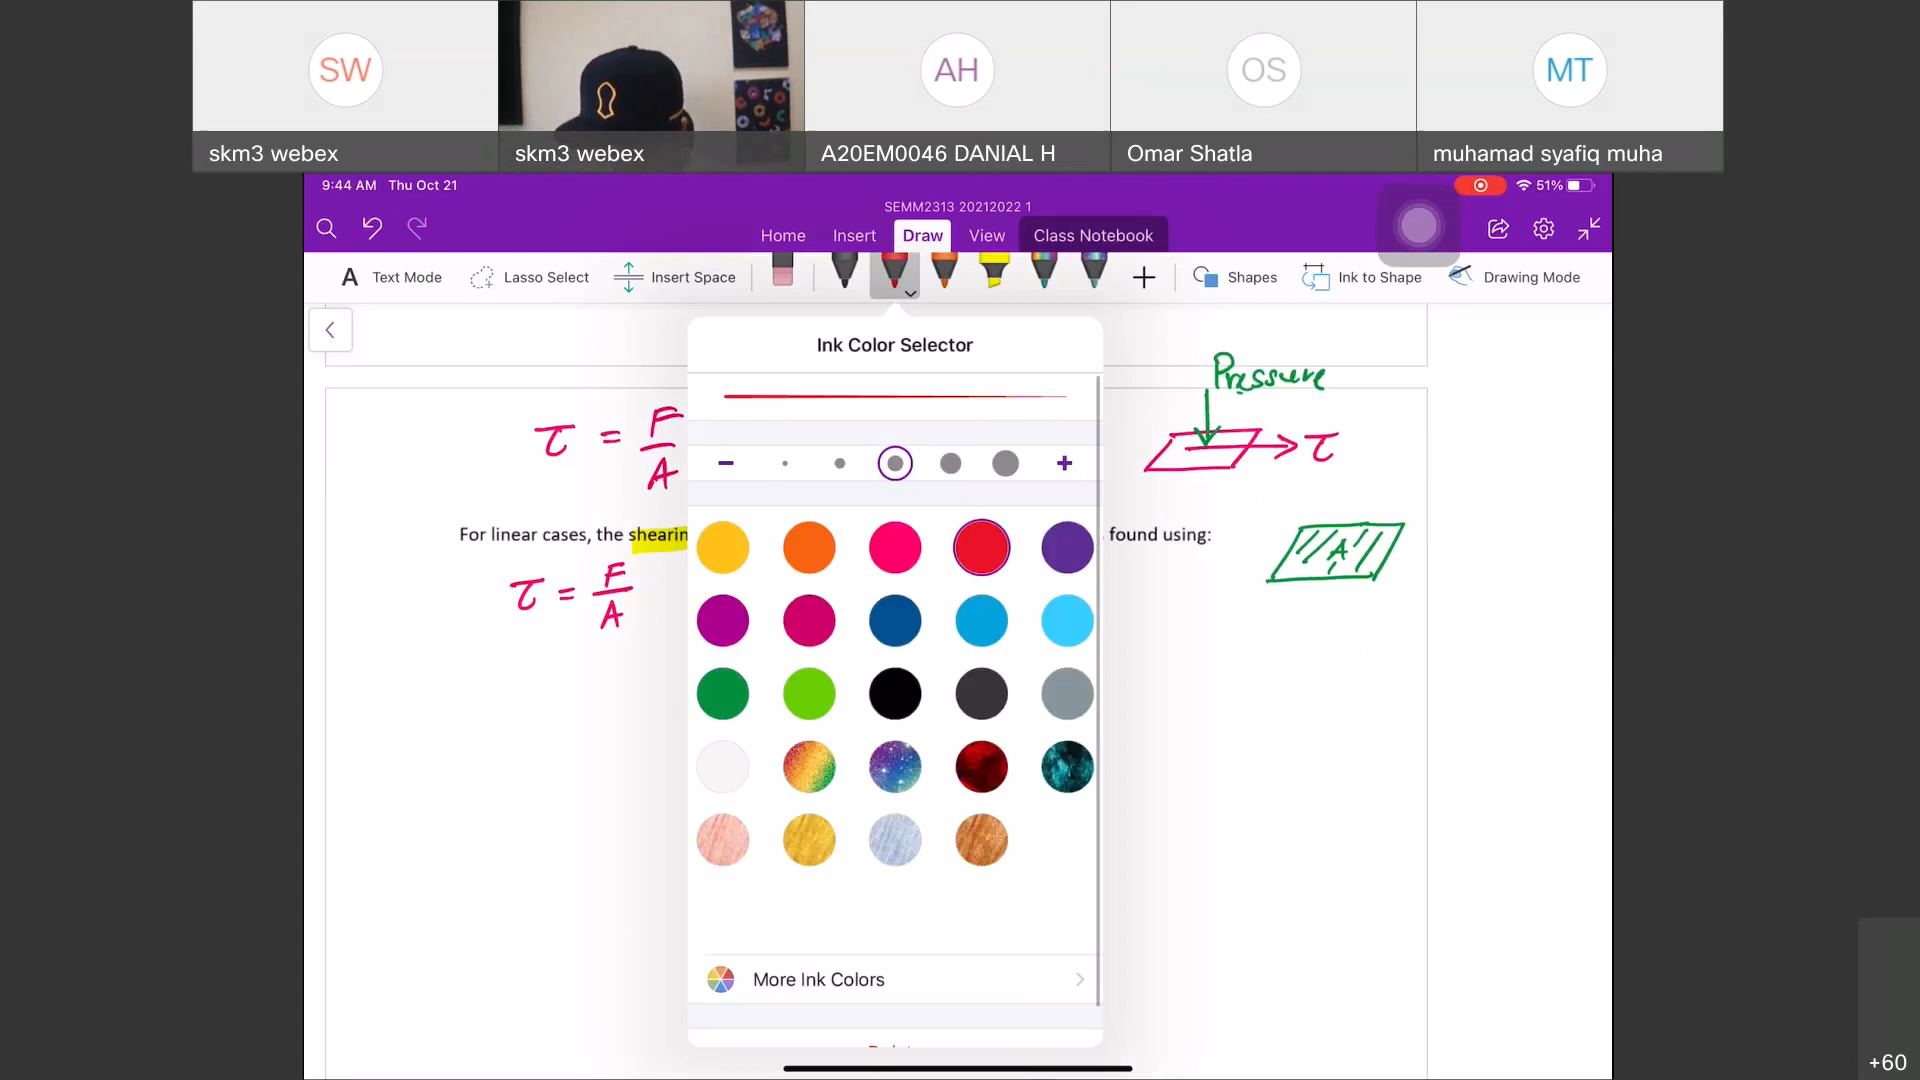 SW
AH
OS
MT
skm3 webex
skm3 webex
A20EM0046 DANIAL H
Omar Shatla
muhamad syafiq muha
9:44 AM Thu Oct 21
51%
SEMM2313 20212022 1
Home
Insert
Draw
View
Class Notebook
A Text Mode
Lasso Select
Insert Space
Shapes
Ink to Shape
Drawing Mode
Ink Color Selector
Pressure
τ = F/A
τ
For linear cases, the shearin
found using:
A
τ = F/A
More Ink Colors
+60